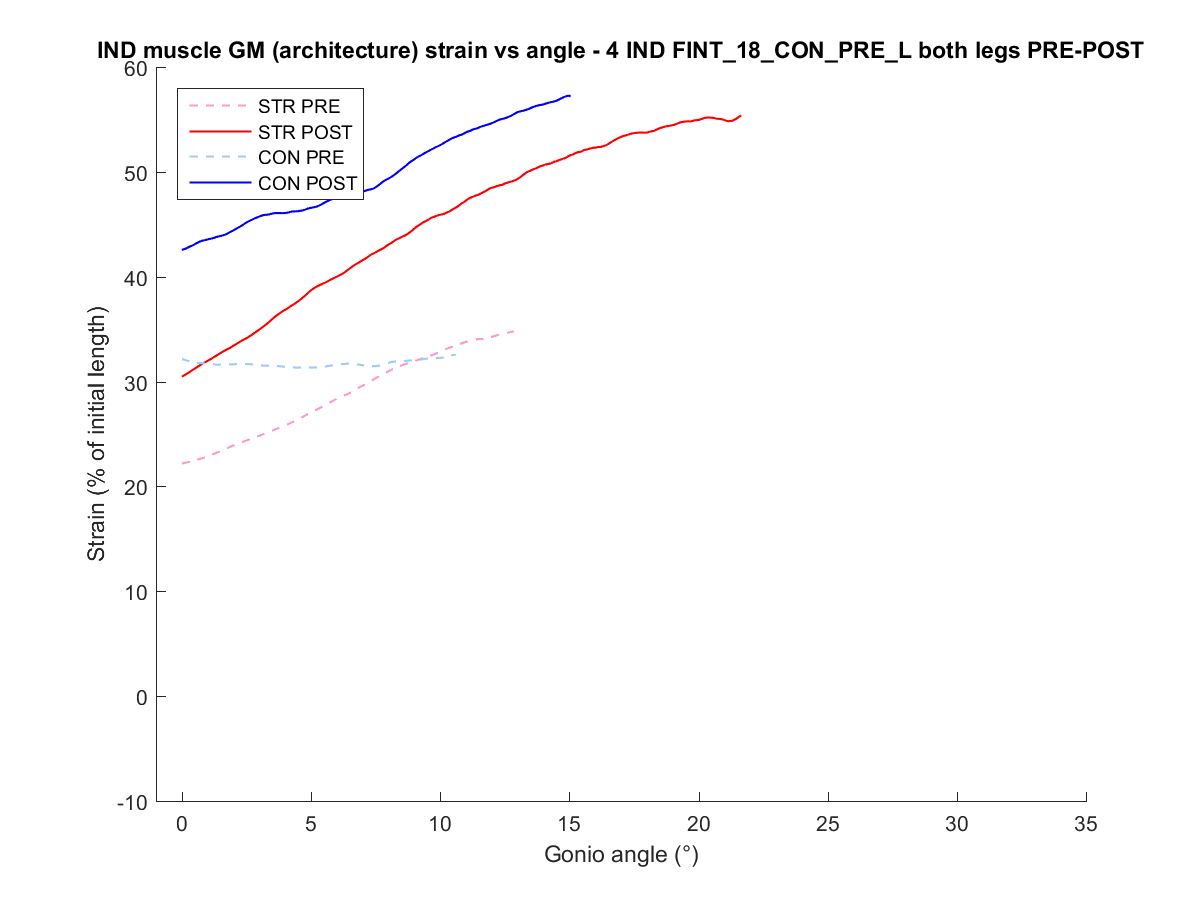 IND muscle GM (architecture) strain vs angle - 4 IND FINT_18_CON_PRE_L both legs PRE-POST
60
50
40
30
20
10
0
-10
Strain (% of initial length)
STR PRE
STR POST
CON PRE
CON POST
0 5 10 15 20 25 30 35
Gonio angle (°)